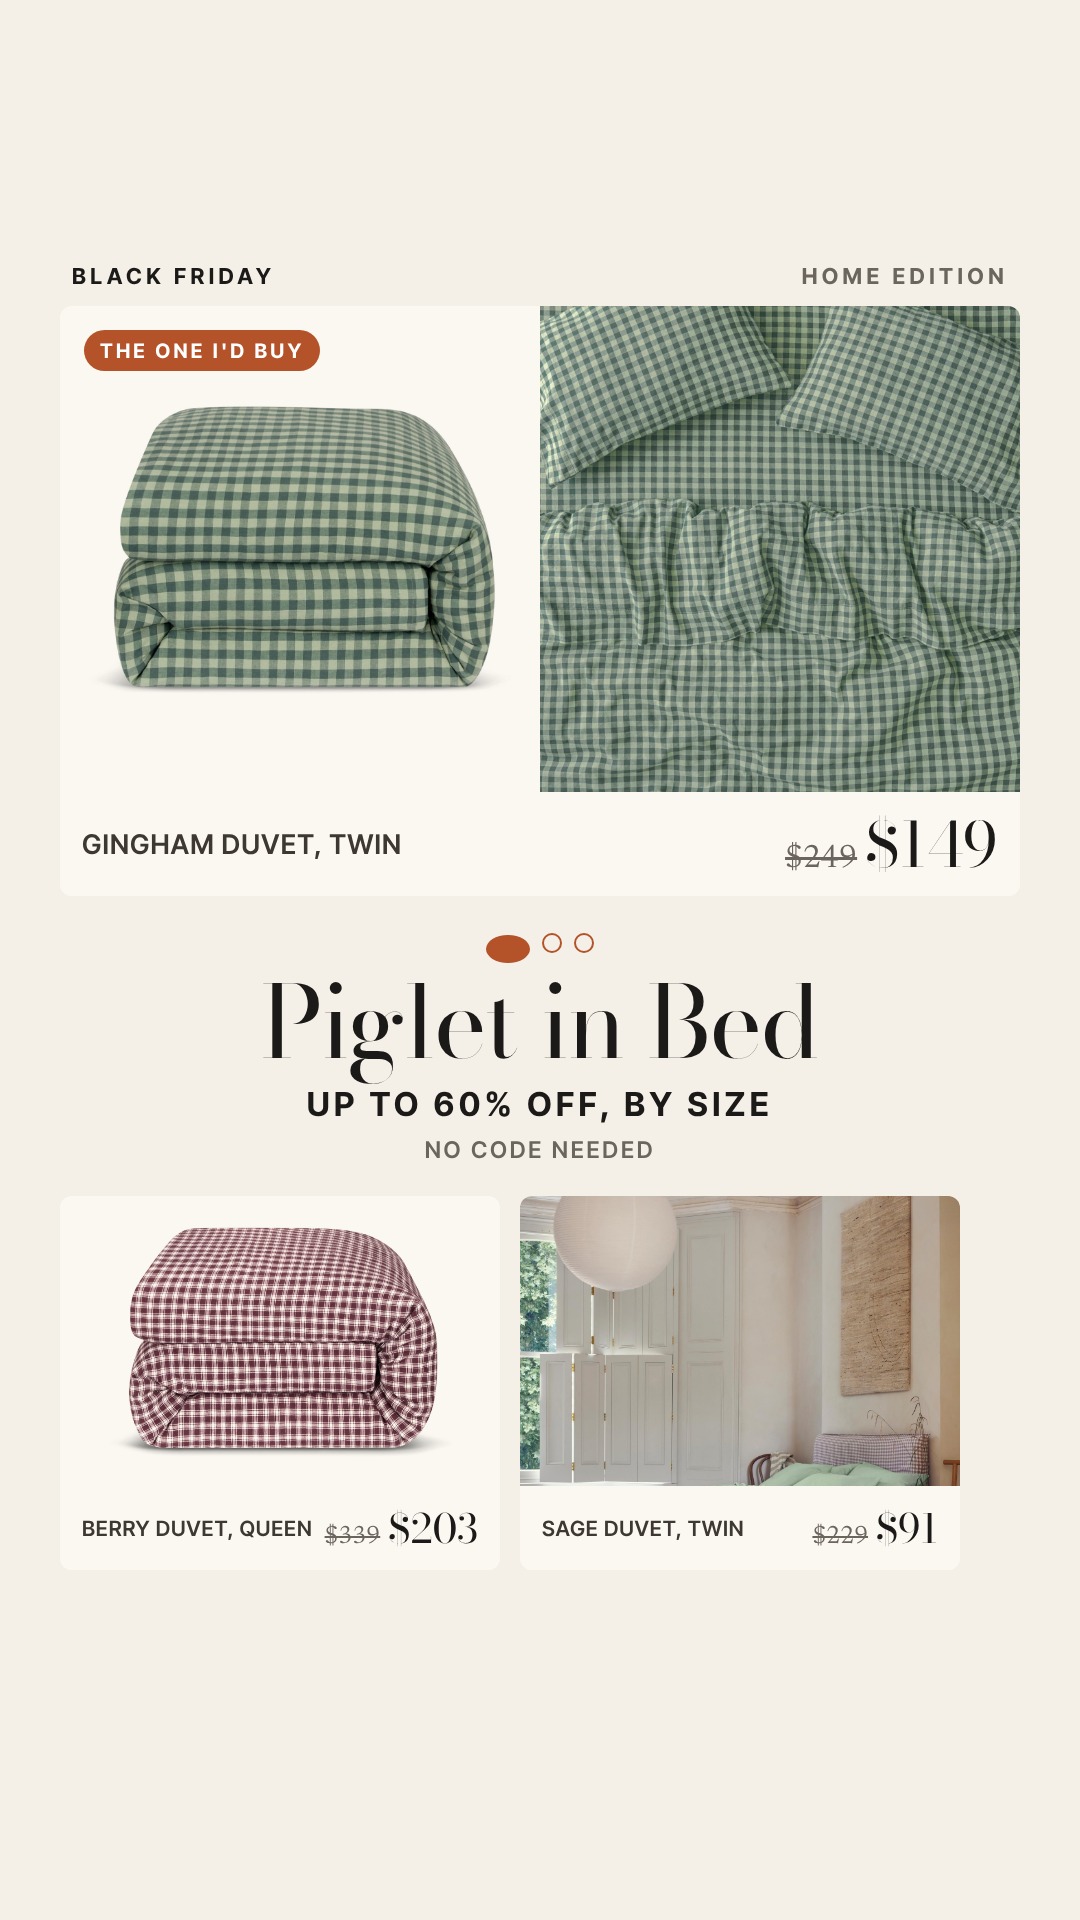 BLACK FRIDAY
HOME EDITION
THE ONE I'D BUY
GINGHAM DUVET, TWIN
$249 $149
Piglet in Bed
UP TO 60% OFF, BY SIZE
NO CODE NEEDED
BERRY DUVET, QUEEN $339 $203
SAGE DUVET, TWIN $229 $91